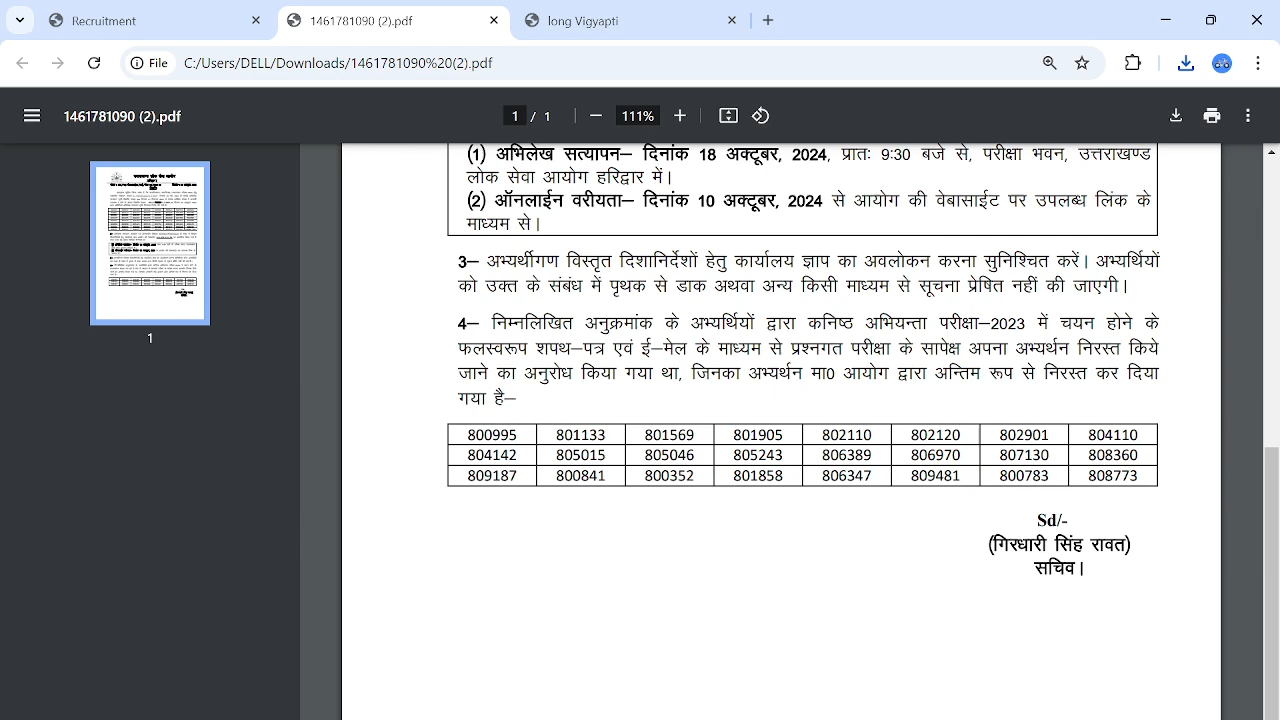 Recruitment
1461781090 (2).pdf
long Vigyapti
File
C:/Users/DELL/Downloads/1461781090%20(2).pdf
1461781090 (2).pdf
1 / 1
111%
1
(1) अभिलेख सत्यापन– दिनांक 18 अक्टूबर, 2024, प्रातः 9:30 बजे से, परीक्षा भवन, उत्तराखण्ड
लोक सेवा आयोग हरिद्वार में।
(2) ऑनलाईन वरीयता– दिनांक 10 अक्टूबर, 2024 से आयोग की वेबासाईट पर उपलब्ध लिंक के
माध्यम से।
3– अभ्यर्थीगण विस्तृत दिशानिर्देशों हेतु कार्यालय ज्ञाप का अवलोकन करना सुनिश्चित करें। अभ्यर्थियों
को उक्त के संबंध में पृथक से डाक अथवा अन्य किसी माध्यम से सूचना प्रेषित नहीं की जाएगी।
4– निम्नलिखित अनुक्रमांक के अभ्यर्थियों द्वारा कनिष्ठ अभियन्ता परीक्षा–2023 में चयन होने के
फलस्वरूप शपथ–पत्र एवं ई–मेल के माध्यम से प्रश्नगत परीक्षा के सापेक्ष अपना अभ्यर्थन निरस्त किये
जाने का अनुरोध किया गया था, जिनका अभ्यर्थन मा0 आयोग द्वारा अन्तिम रूप से निरस्त कर दिया
गया है–
800995 801133 801569 801905 802110 802120 802901 804110
804142 805015 805046 805243 806389 806970 807130 808360
809187 800841 800352 801858 806347 809481 800783 808773
Sd/-
(गिरधारी सिंह रावत)
सचिव।